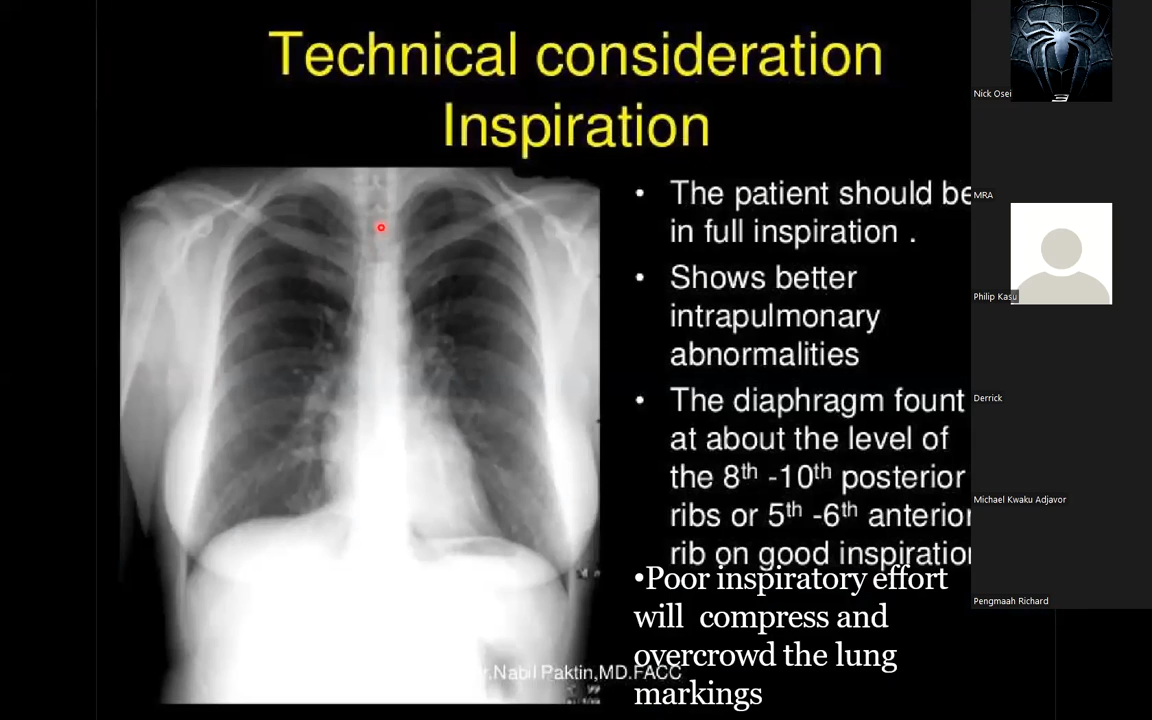 Technical consideration
Inspiration
• The patient should be
in full inspiration .
• Shows better
intrapulmonary
abnormalities
• The diaphragm fount
at about the level of
the 8th -10th posterior
ribs or 5th -6th anterior
rib on good inspiration
•Poor inspiratory effort
will compress and
overcrowd the lung
markings
r.Nabil Paktin,MD.FACC
Nick Osei
MRA
Philip Kasu
Derrick
Michael Kwaku Adjavor
Pengmaah Richard